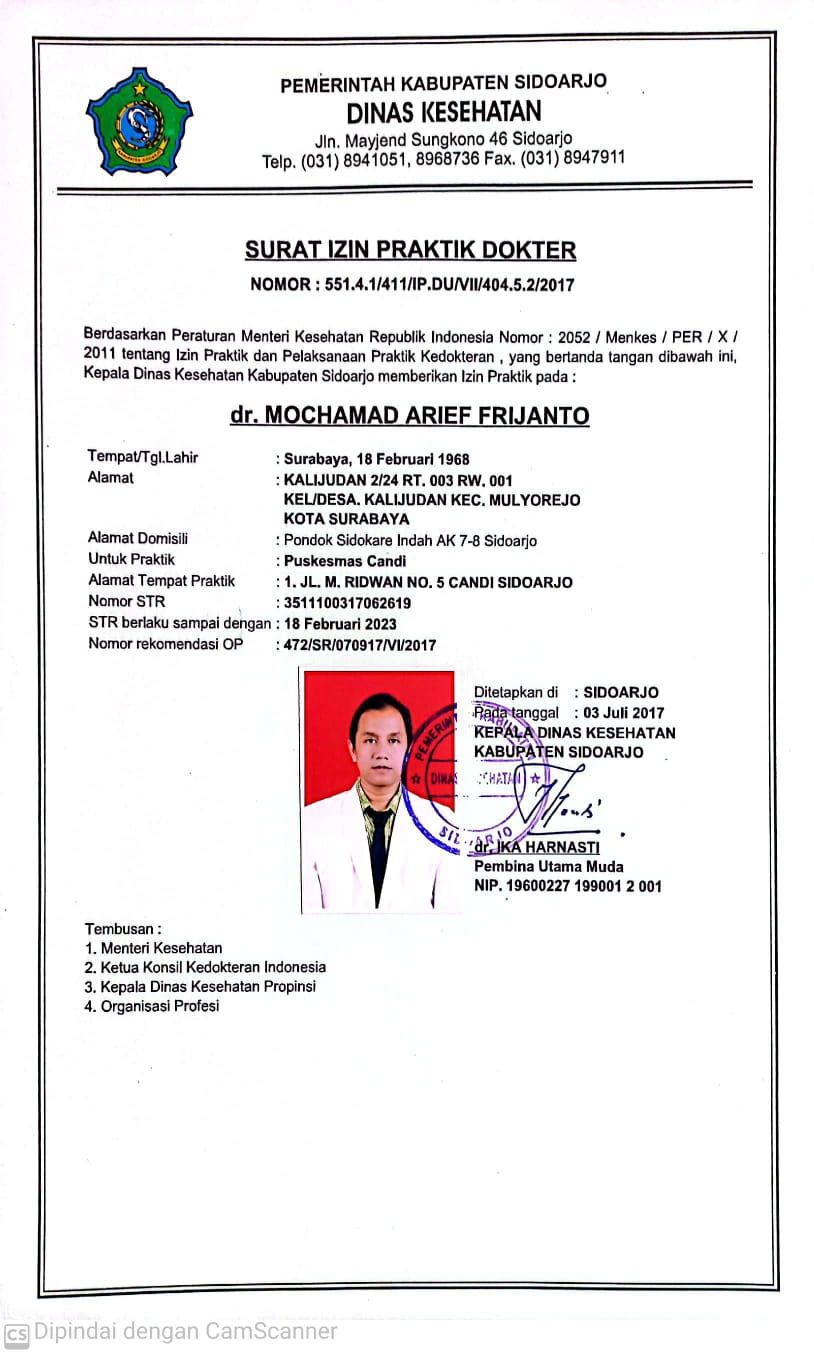 PEMERINTAH KABUPATEN SIDOARJO
DINAS KESEHATAN
Jln. Mayjend Sungkono 46 Sidoarjo
Telp. (031) 8941051, 8968736 Fax. (031) 8947911
SURAT IZIN PRAKTIK DOKTER
NOMOR : 551.4.1/411/IP.DU/VII/404.5.2/2017
Berdasarkan Peraturan Menteri Kesehatan Republik Indonesia Nomor : 2052 / Menkes / PER / X /
2011 tentang Izin Praktik dan Pelaksanaan Praktik Kedokteran , yang bertanda tangan dibawah ini,
Kepala Dinas Kesehatan Kabupaten Sidoarjo memberikan Izin Praktik pada :
dr. MOCHAMAD ARIEF FRIJANTO
Tempat/Tgl.Lahir : Surabaya, 18 Februari 1968
Alamat : KALIJUDAN 2/24 RT. 003 RW. 001
KEL/DESA. KALIJUDAN KEC. MULYOREJO
KOTA SURABAYA
Alamat Domisili : Pondok Sidokare Indah AK 7-8 Sidoarjo
Untuk Praktik : Puskesmas Candi
Alamat Tempat Praktik : 1. JL. M. RIDWAN NO. 5 CANDI SIDOARJO
Nomor STR : 3511100317062619
STR berlaku sampai dengan : 18 Februari 2023
Nomor rekomendasi OP : 472/SR/070917/VI/2017
Ditetapkan di : SIDOARJO
Pada tanggal : 03 Juli 2017
KEPALA DINAS KESEHATAN
KABUPATEN SIDOARJO
dr. IKA HARNASTI
Pembina Utama Muda
NIP. 19600227 199001 2 001
Tembusan :
1. Menteri Kesehatan
2. Ketua Konsil Kedokteran Indonesia
3. Kepala Dinas Kesehatan Propinsi
4. Organisasi Profesi
CS Dipindai dengan CamScanner